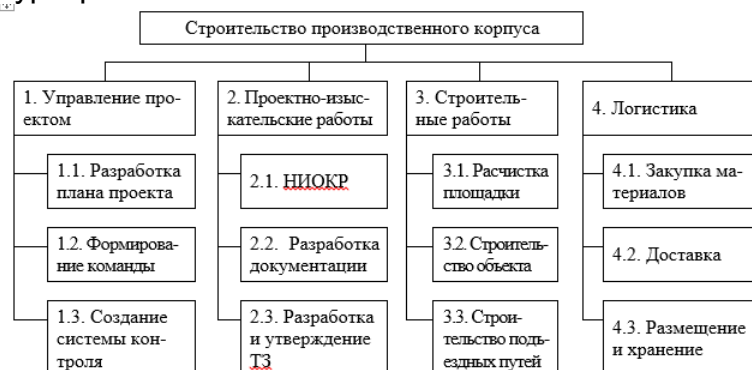 Строительство производственного корпуса
1. Управление про-
ектом
2. Проектно-изыс-
кательские работы
3. Строитель-
ные работы
4. Логистика
1.1. Разработка
плана проекта
2.1. НИОКР
3.1. Расчистка
площадки
4.1. Закупка ма-
териалов
1.2. Формирова-
ние команды
2.2. Разработка
документации
3.2. Строитель-
ство объекта
4.2. Доставка
1.3. Создание
системы кон-
троля
2.3. Разработка
и утверждение
ТЗ
3.3. Строи-
тельство подъ-
ездных путей
4.3. Размещение
и хранение